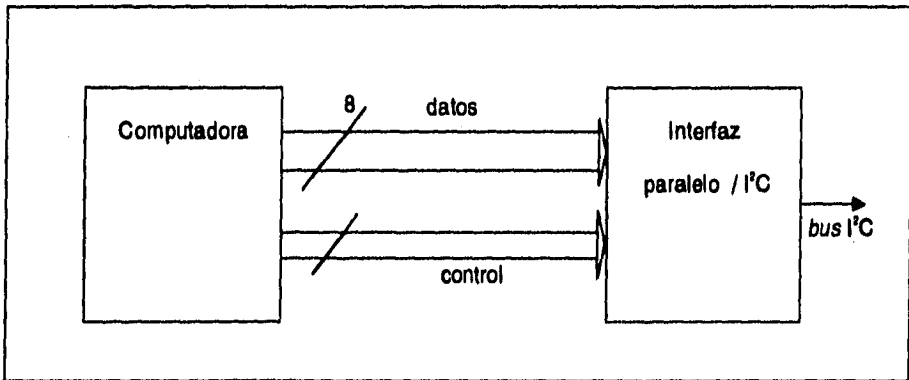 8
datos
Computadora
Interfaz
paralelo / I²C
bus I²C
control